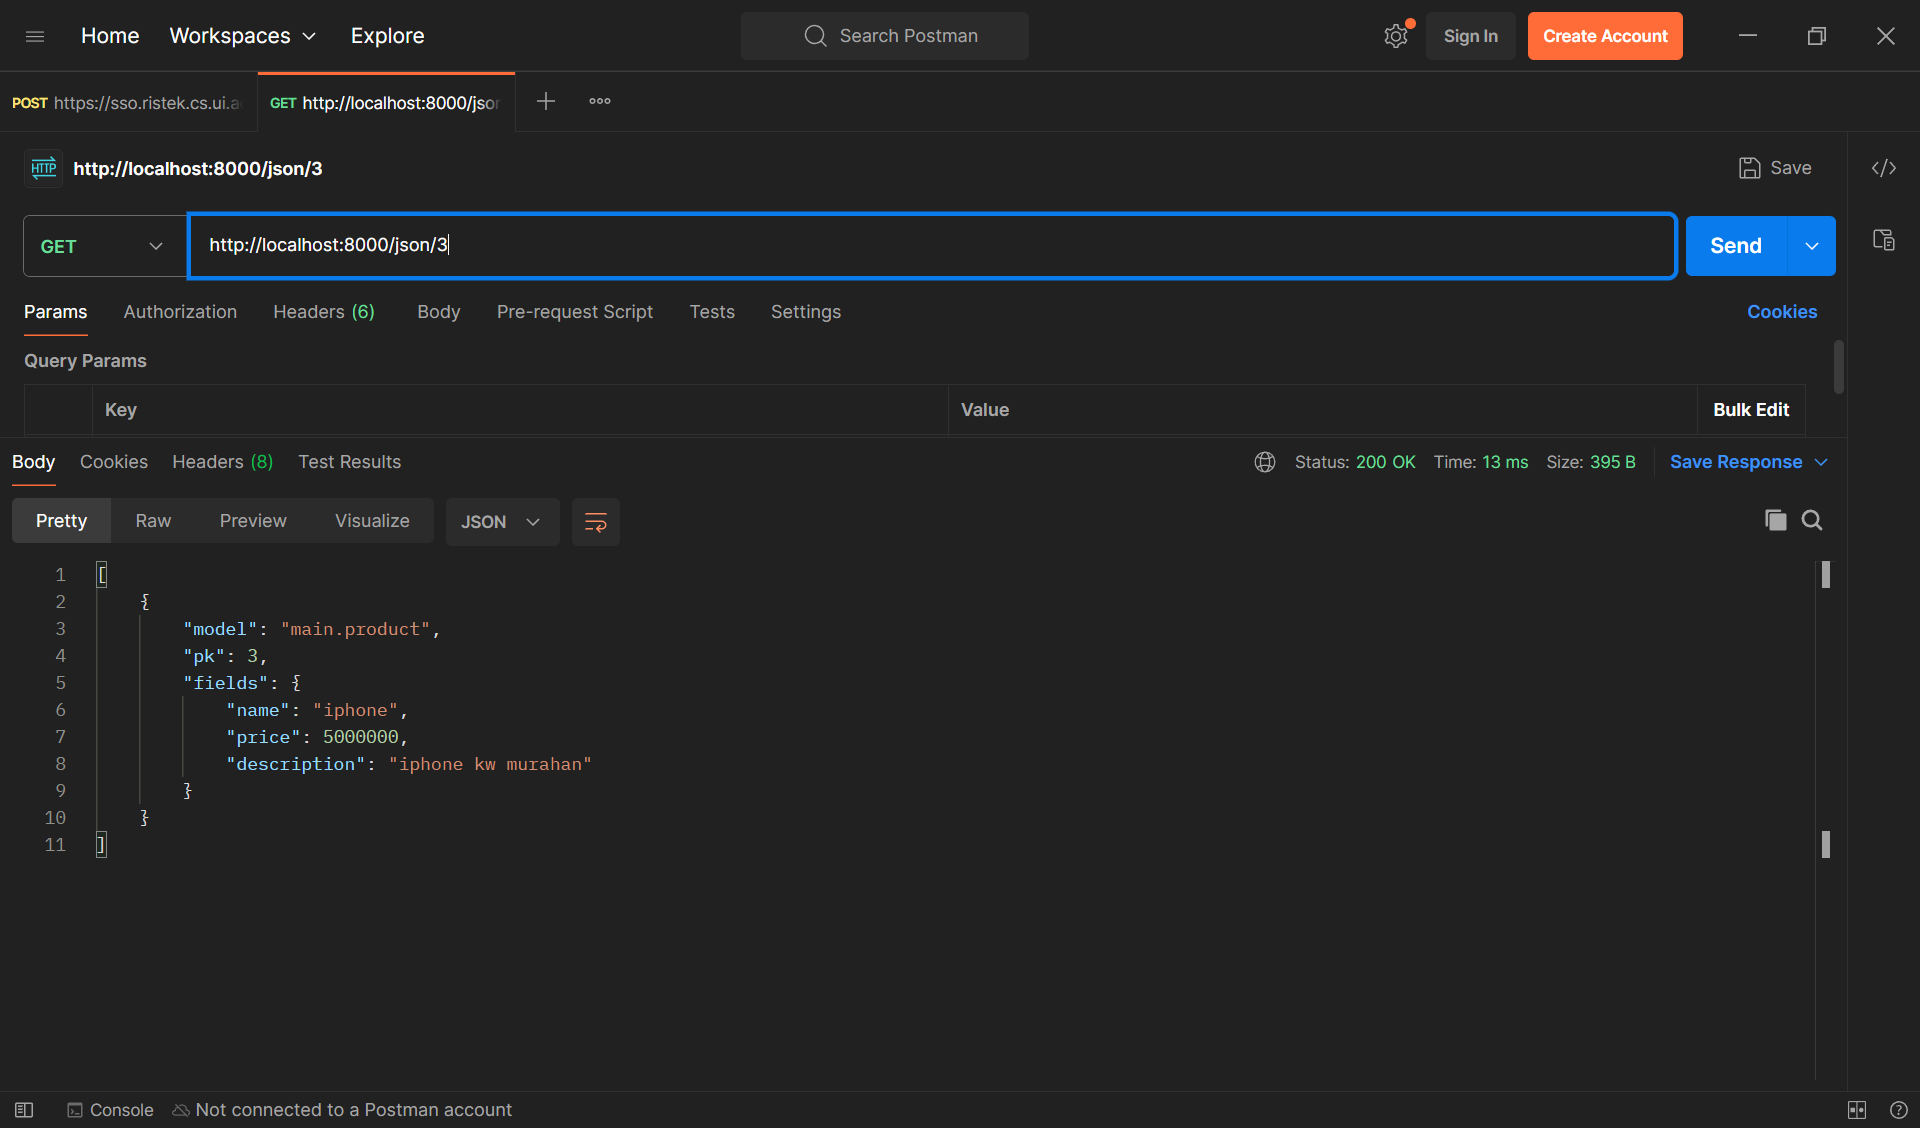 Home Workspaces Explore Search Postman Sign In Create Account
POST https://sso.ristek.cs.ui.a GET http://localhost:8000/jsor
HTTP http://localhost:8000/json/3 Save
GET http://localhost:8000/json/3 Send
Params Authorization Headers (6) Body Pre-request Script Tests Settings Cookies
Query Params
Key Value Bulk Edit
Body Cookies Headers (8) Test Results Status: 200 OK Time: 13 ms Size: 395 B Save Response
Pretty Raw Preview Visualize JSON
1 [
2 {
3 "model": "main.product",
4 "pk": 3,
5 "fields": {
6 "name": "iphone",
7 "price": 5000000,
8 "description": "iphone kw murahan"
9 }
10 }
11 ]
Console Not connected to a Postman account